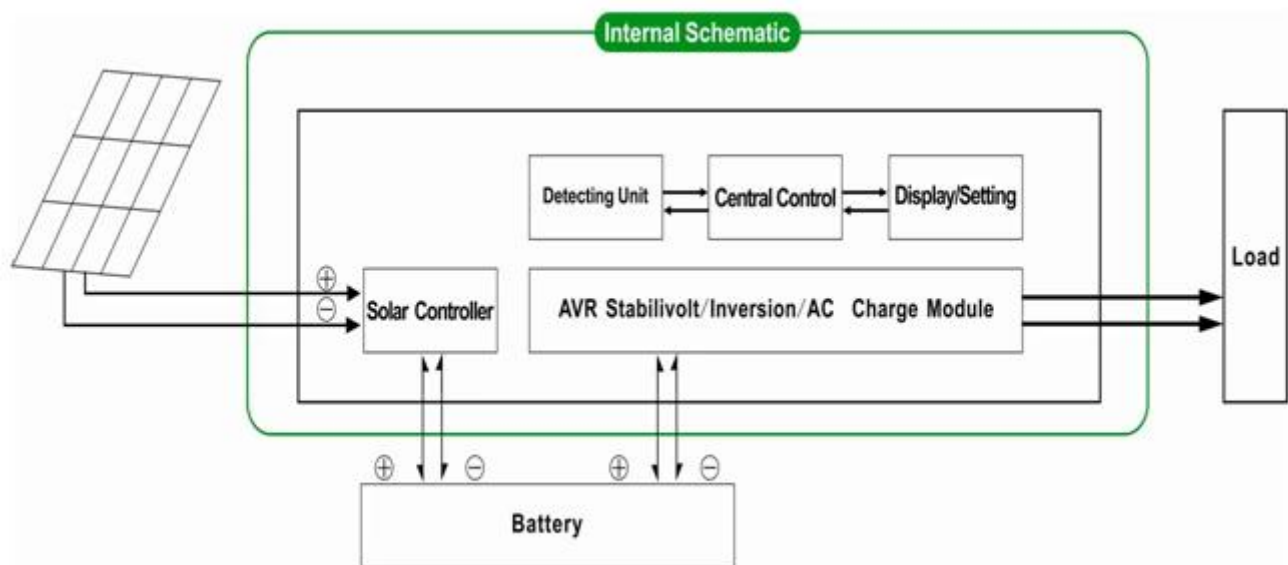 Internal Schematic
Detecting Unit
Central Control
Display/Setting
Load
⊕
⊖
Solar Controller
AVR Stabilivolt/Inversion/AC Charge Module
⊕ ⊖ ⊕ ⊖
Battery